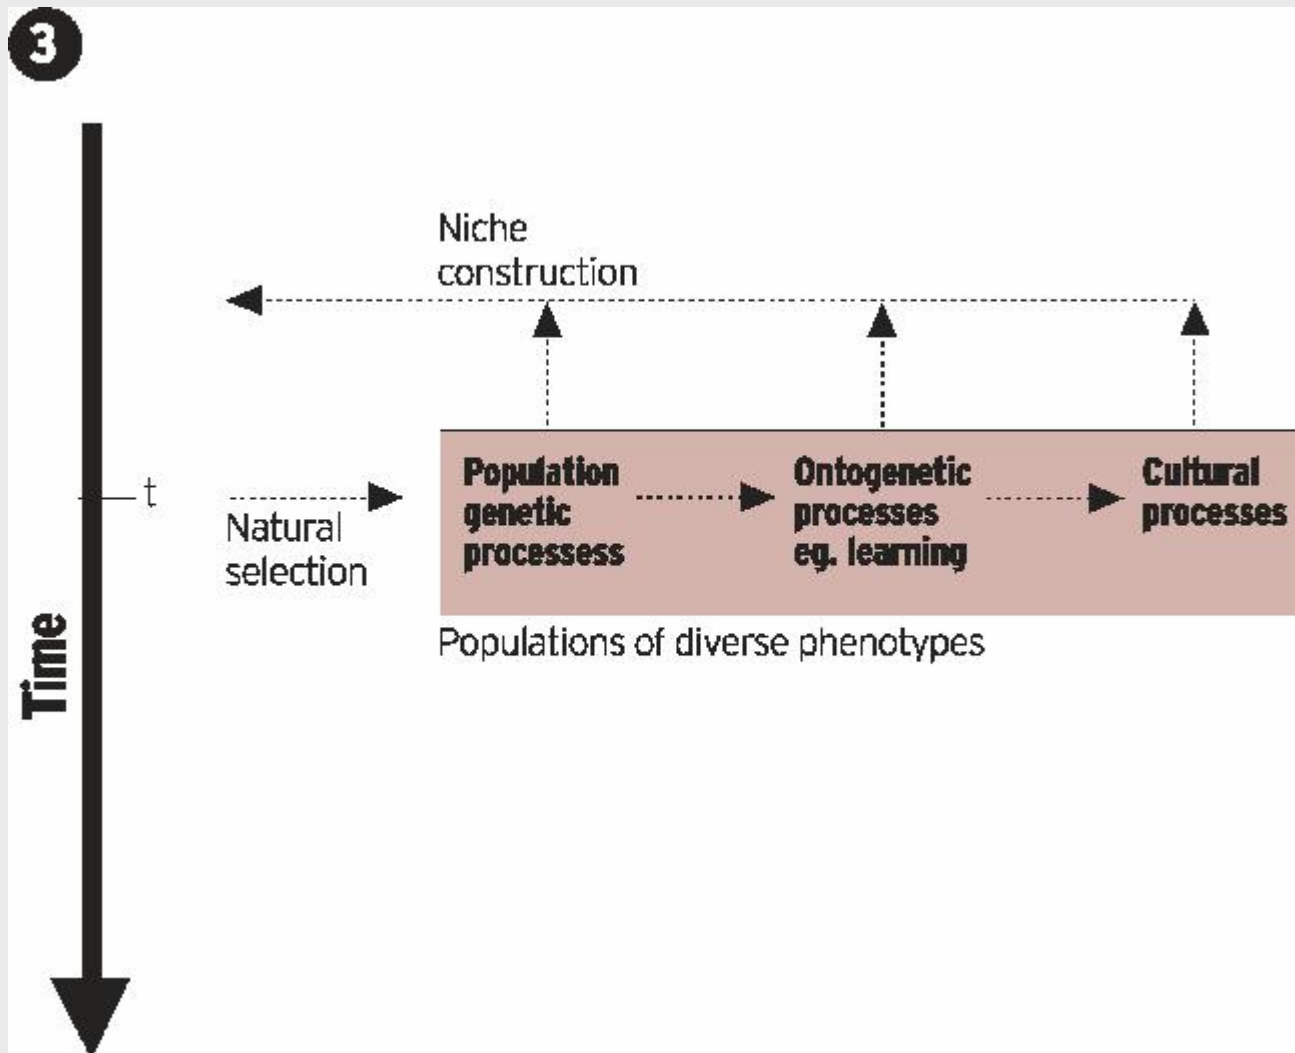 3
Niche
construction
t
Natural
selection
Population
genetic
processess
Ontogenetic
processes
eg. learning
Cultural
processes
Populations of diverse phenotypes
Time